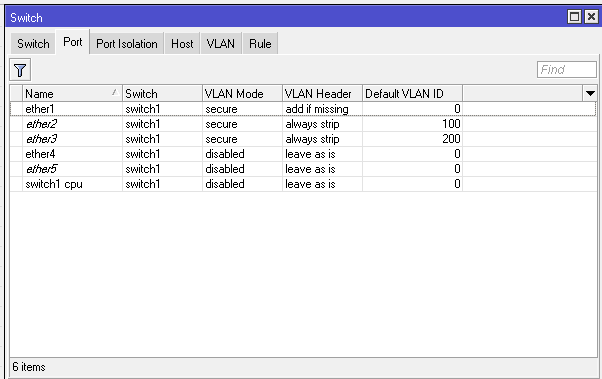 Switch
Switch Port Port Isolation Host VLAN Rule
Find
Name Switch VLAN Mode VLAN Header Default VLAN ID
ether1 switch1 secure add if missing 0
ether2 switch1 secure always strip 100
ether3 switch1 secure always strip 200
ether4 switch1 disabled leave as is 0
ether5 switch1 disabled leave as is 0
switch1 cpu switch1 disabled leave as is 0
6 items